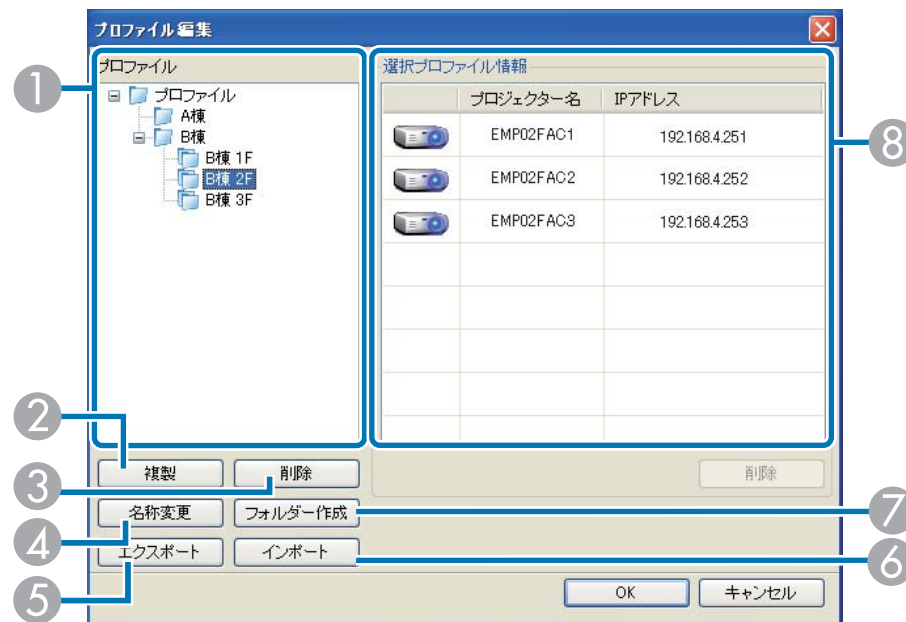 プロファイル編集
プロファイル
プロファイル
A棟
B棟
B棟 1F
B棟 2F
B棟 3F
選択プロファイル情報
プロジェクター名 IPアドレス
EMP02FAC1 192.168.4.251
EMP02FAC2 192.168.4.252
EMP02FAC3 192.168.4.253
複製 削除 削除
名称変更 フォルダー作成
エクスポート インポート
OK キャンセル
1
2
3
4
5
6
7
8